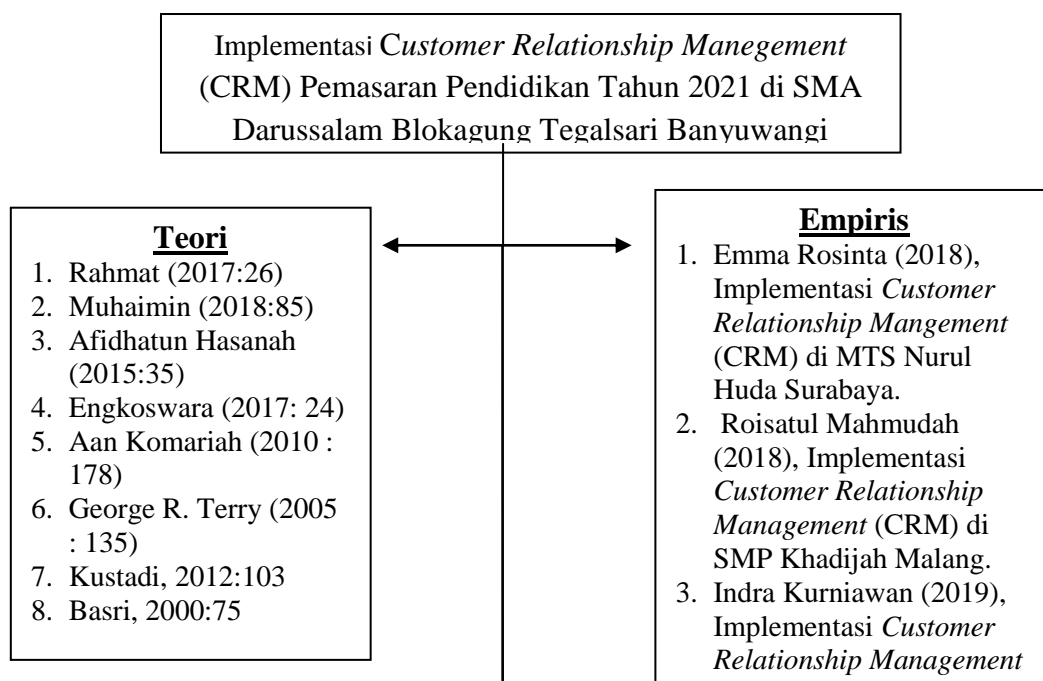 Implementasi Customer Relationship Manegement
(CRM) Pemasaran Pendidikan Tahun 2021 di SMA
Darussalam Blokagung Tegalsari Banyuwangi
Teori
1. Rahmat (2017:26)
2. Muhaimin (2018:85)
3. Afidhatun Hasanah
(2015:35)
4. Engkoswara (2017: 24)
5. Aan Komariah (2010 :
178)
6. George R. Terry (2005
: 135)
7. Kustadi, 2012:103
8. Basri, 2000:75
Empiris
1. Emma Rosinta (2018),
Implementasi Customer
Relationship Mangement
(CRM) di MTS Nurul
Huda Surabaya.
2. Roisatul Mahmudah
(2018), Implementasi
Customer Relationship
Management (CRM) di
SMP Khadijah Malang.
3. Indra Kurniawan (2019),
Implementasi Customer
Relationship Management